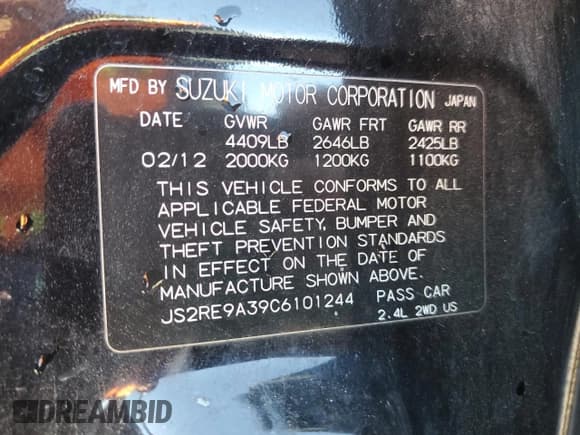 MFD BY SUZUKI MOTOR CORPORATION JAPAN
DATE GVWR GAWR FRT GAWR RR
4409LB 2646LB 2425LB
02/12 2000KG 1200KG 1100KG
THIS VEHICLE CONFORMS TO ALL
APPLICABLE FEDERAL MOTOR
VEHICLE SAFETY, BUMPER AND
THEFT PREVENTION STANDARDS
IN EFFECT ON THE DATE OF
MANUFACTURE SHOWN ABOVE.
JS2RE9A39C6101244 PASS CAR
2.4L 2WD US
DREAMBID